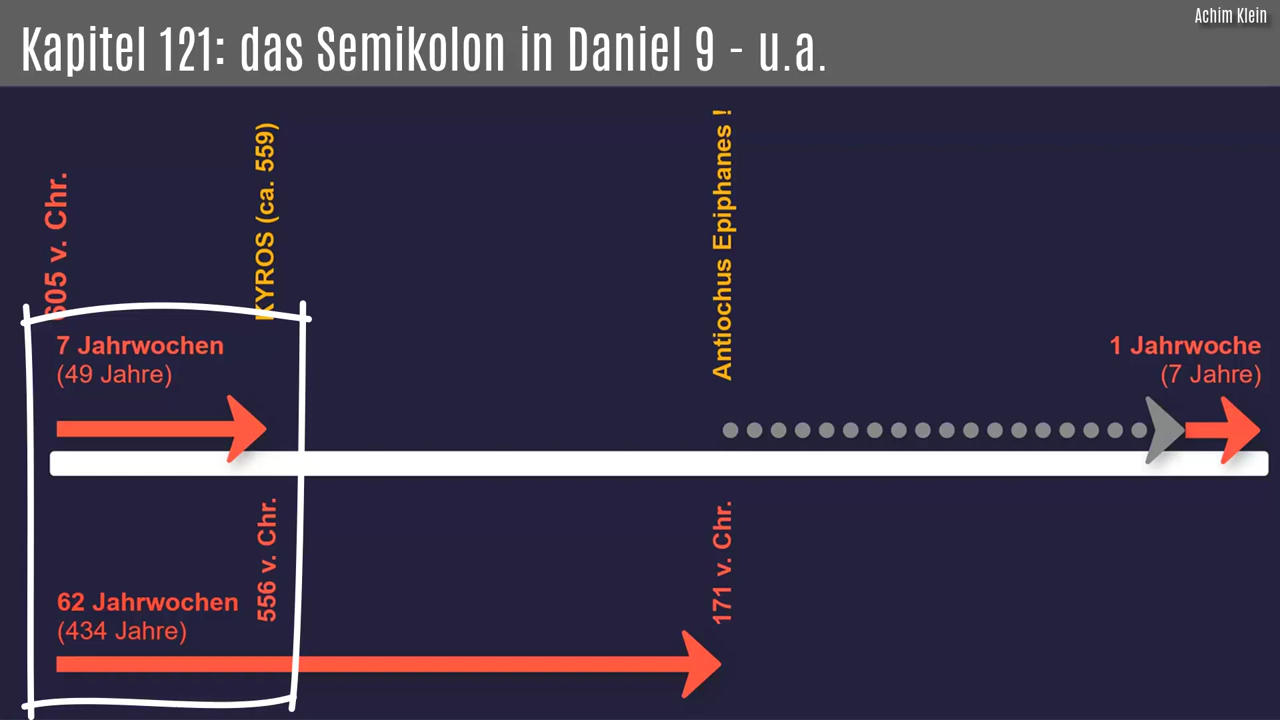 Achim Klein
Kapitel 121: das Semikolon in Daniel 9 - u.a.
605 v. Chr.
KYROS (ca. 559)
Antiochus Epiphanes !
7 Jahrwochen
(49 Jahre)
1 Jahrwoche
(7 Jahre)
556 v. Chr.
171 v. Chr.
62 Jahrwochen
(434 Jahre)